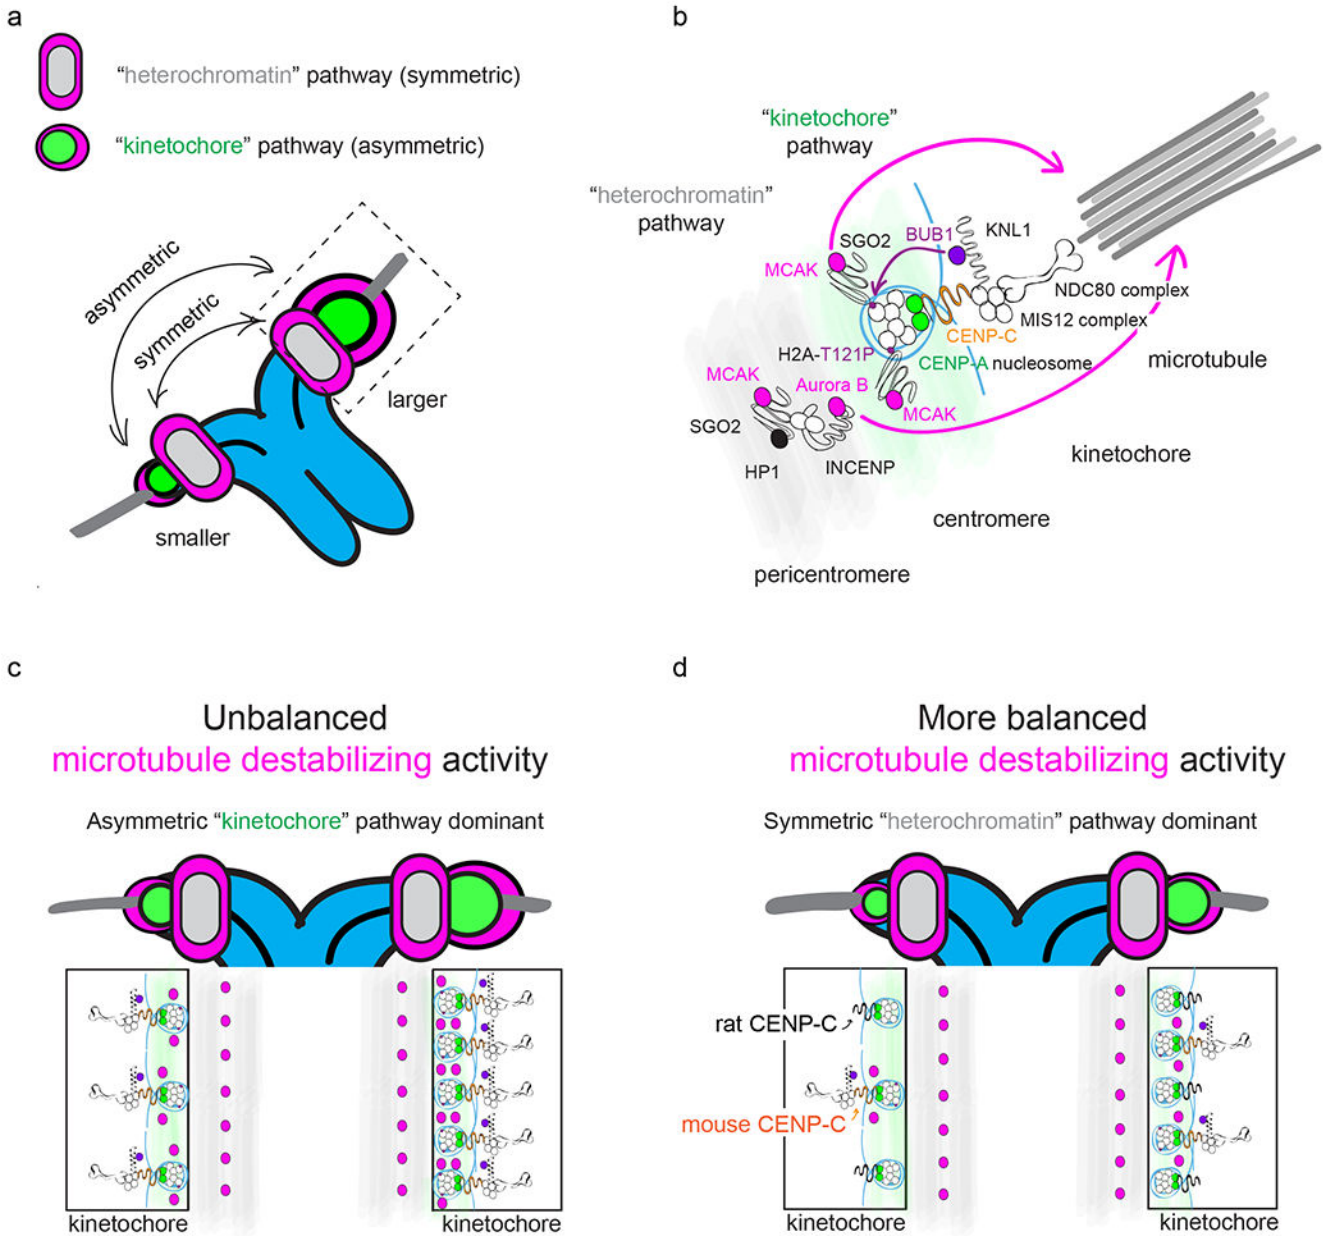 a
"heterochromatin" pathway (symmetric)
"kinetochore" pathway (asymmetric)
asymmetric
symmetric
larger
smaller
b
"kinetochore"
pathway
"heterochromatin"
pathway
SGO2
BUB1
KNL1
MCAK
NDC80 complex
MIS12 complex
CENP-C
H2A-T121P
CENP-A nucleosome
microtubule
MCAK
Aurora B
MCAK
SGO2
HP1
INCENP
kinetochore
centromere
pericentromere
c
Unbalanced
microtubule destabilizing activity
Asymmetric "kinetochore" pathway dominant
kinetochore
kinetochore
d
More balanced
microtubule destabilizing activity
Symmetric "heterochromatin" pathway dominant
rat CENP-C
mouse CENP-C
kinetochore
kinetochore